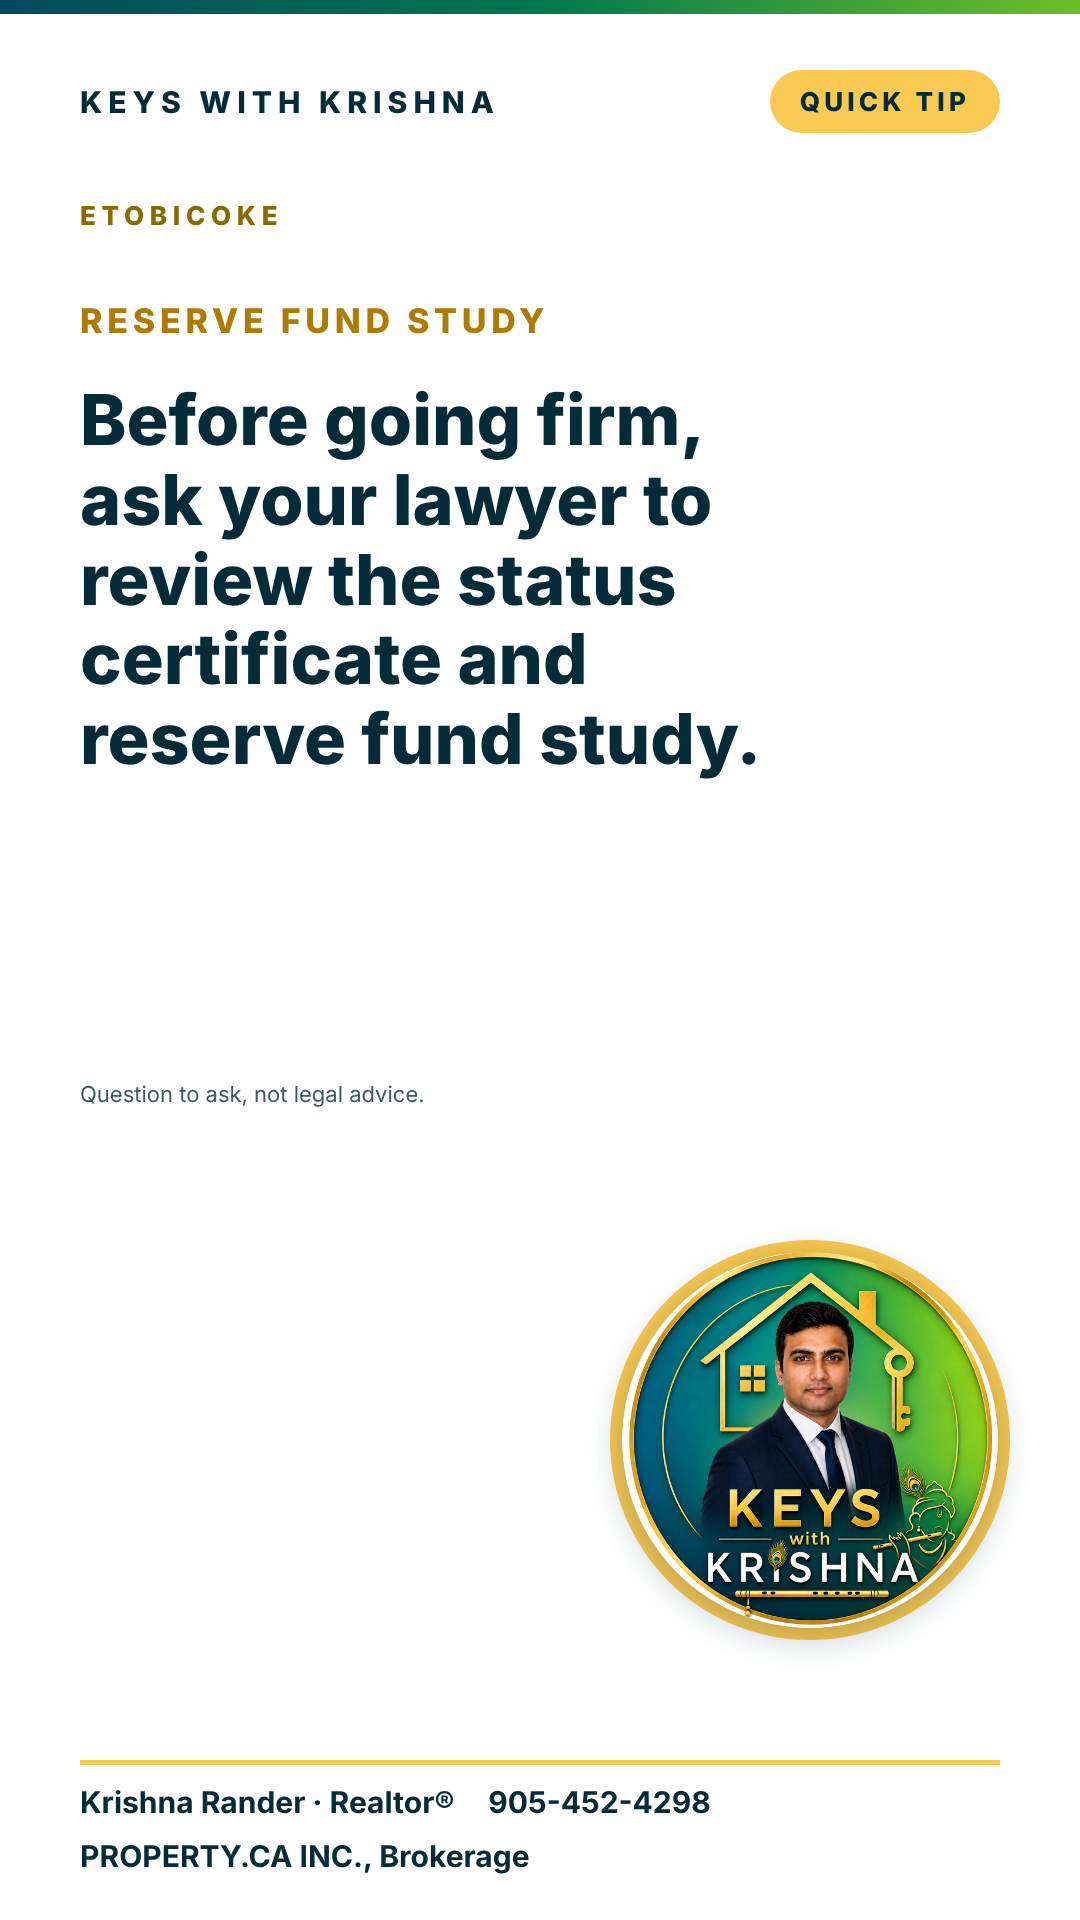 KEYS WITH KRISHNA
QUICK TIP
ETOBICOKE
RESERVE FUND STUDY
Before going firm,
ask your lawyer to
review the status
certificate and
reserve fund study.
Question to ask, not legal advice.
KEYS
with
KRISHNA
Krishna Rander · Realtor® 905-452-4298
PROPERTY.CA INC., Brokerage